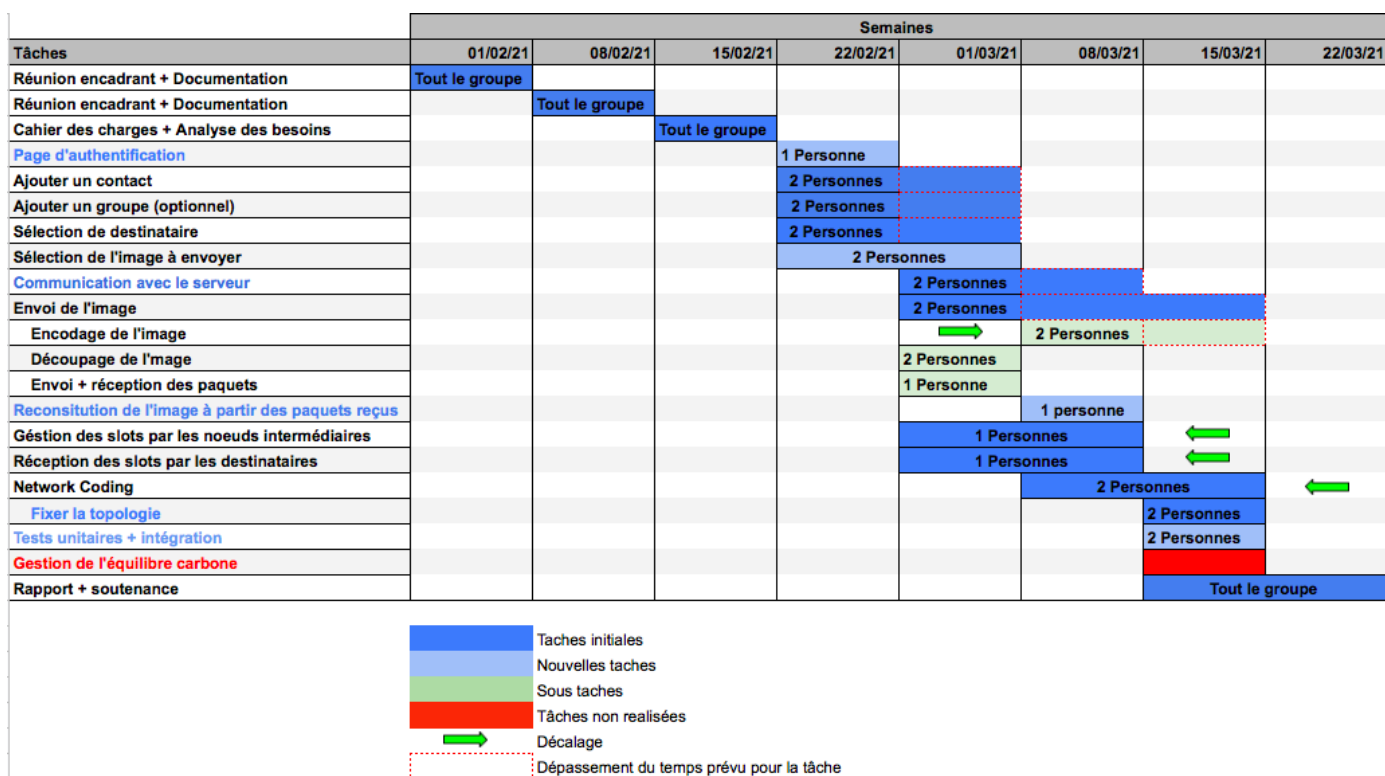 Semaines
Tâches 01/02/21 08/02/21 15/02/21 22/02/21 01/03/21 08/03/21 15/03/21 22/03/21
Réunion encadrant + Documentation Tout le groupe
Réunion encadrant + Documentation Tout le groupe
Cahier des charges + Analyse des besoins Tout le groupe
Page d'authentification 1 Personne
Ajouter un contact 2 Personnes
Ajouter un groupe (optionnel) 2 Personnes
Sélection de destinataire 2 Personnes
Sélection de l'image à envoyer 2 Personnes
Communication avec le serveur 2 Personnes
Envoi de l'image 2 Personnes
Encodage de l'image 2 Personnes
Découpage de l'mage 2 Personnes
Envoi + réception des paquets 1 Personne
Reconsitution de l'image à partir des paquets reçus 1 personne
Géstion des slots par les noeuds intermédiaires 1 Personnes
Réception des slots par les destinataires 1 Personnes
Network Coding 2 Personnes
Fixer la topologie 2 Personnes
Tests unitaires + intégration 2 Personnes
Gestion de l'équilibre carbone
Rapport + soutenance Tout le groupe
Taches initiales
Nouvelles taches
Sous taches
Tâches non realisées
Décalage
Dépassement du temps prévu pour la tâche